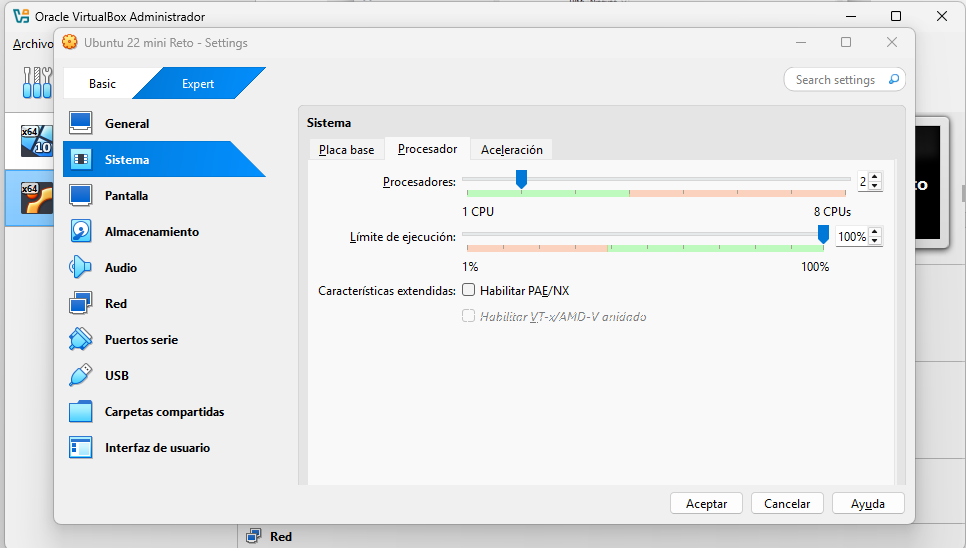 Oracle VirtualBox Administrador
Archivo
Ubuntu 22 mini Reto - Settings
Basic
Expert
Search settings
x64
10
x64
General
Sistema
Pantalla
Almacenamiento
Audio
Red
Puertos serie
USB
Carpetas compartidas
Interfaz de usuario
Sistema
Placa base
Procesador
Aceleración
Procesadores:
2
1 CPU
8 CPUs
Límite de ejecución:
100%
1%
100%
Características extendidas:
Habilitar PAE/NX
Habilitar VT-x/AMD-V anidado
Aceptar
Cancelar
Ayuda
Red